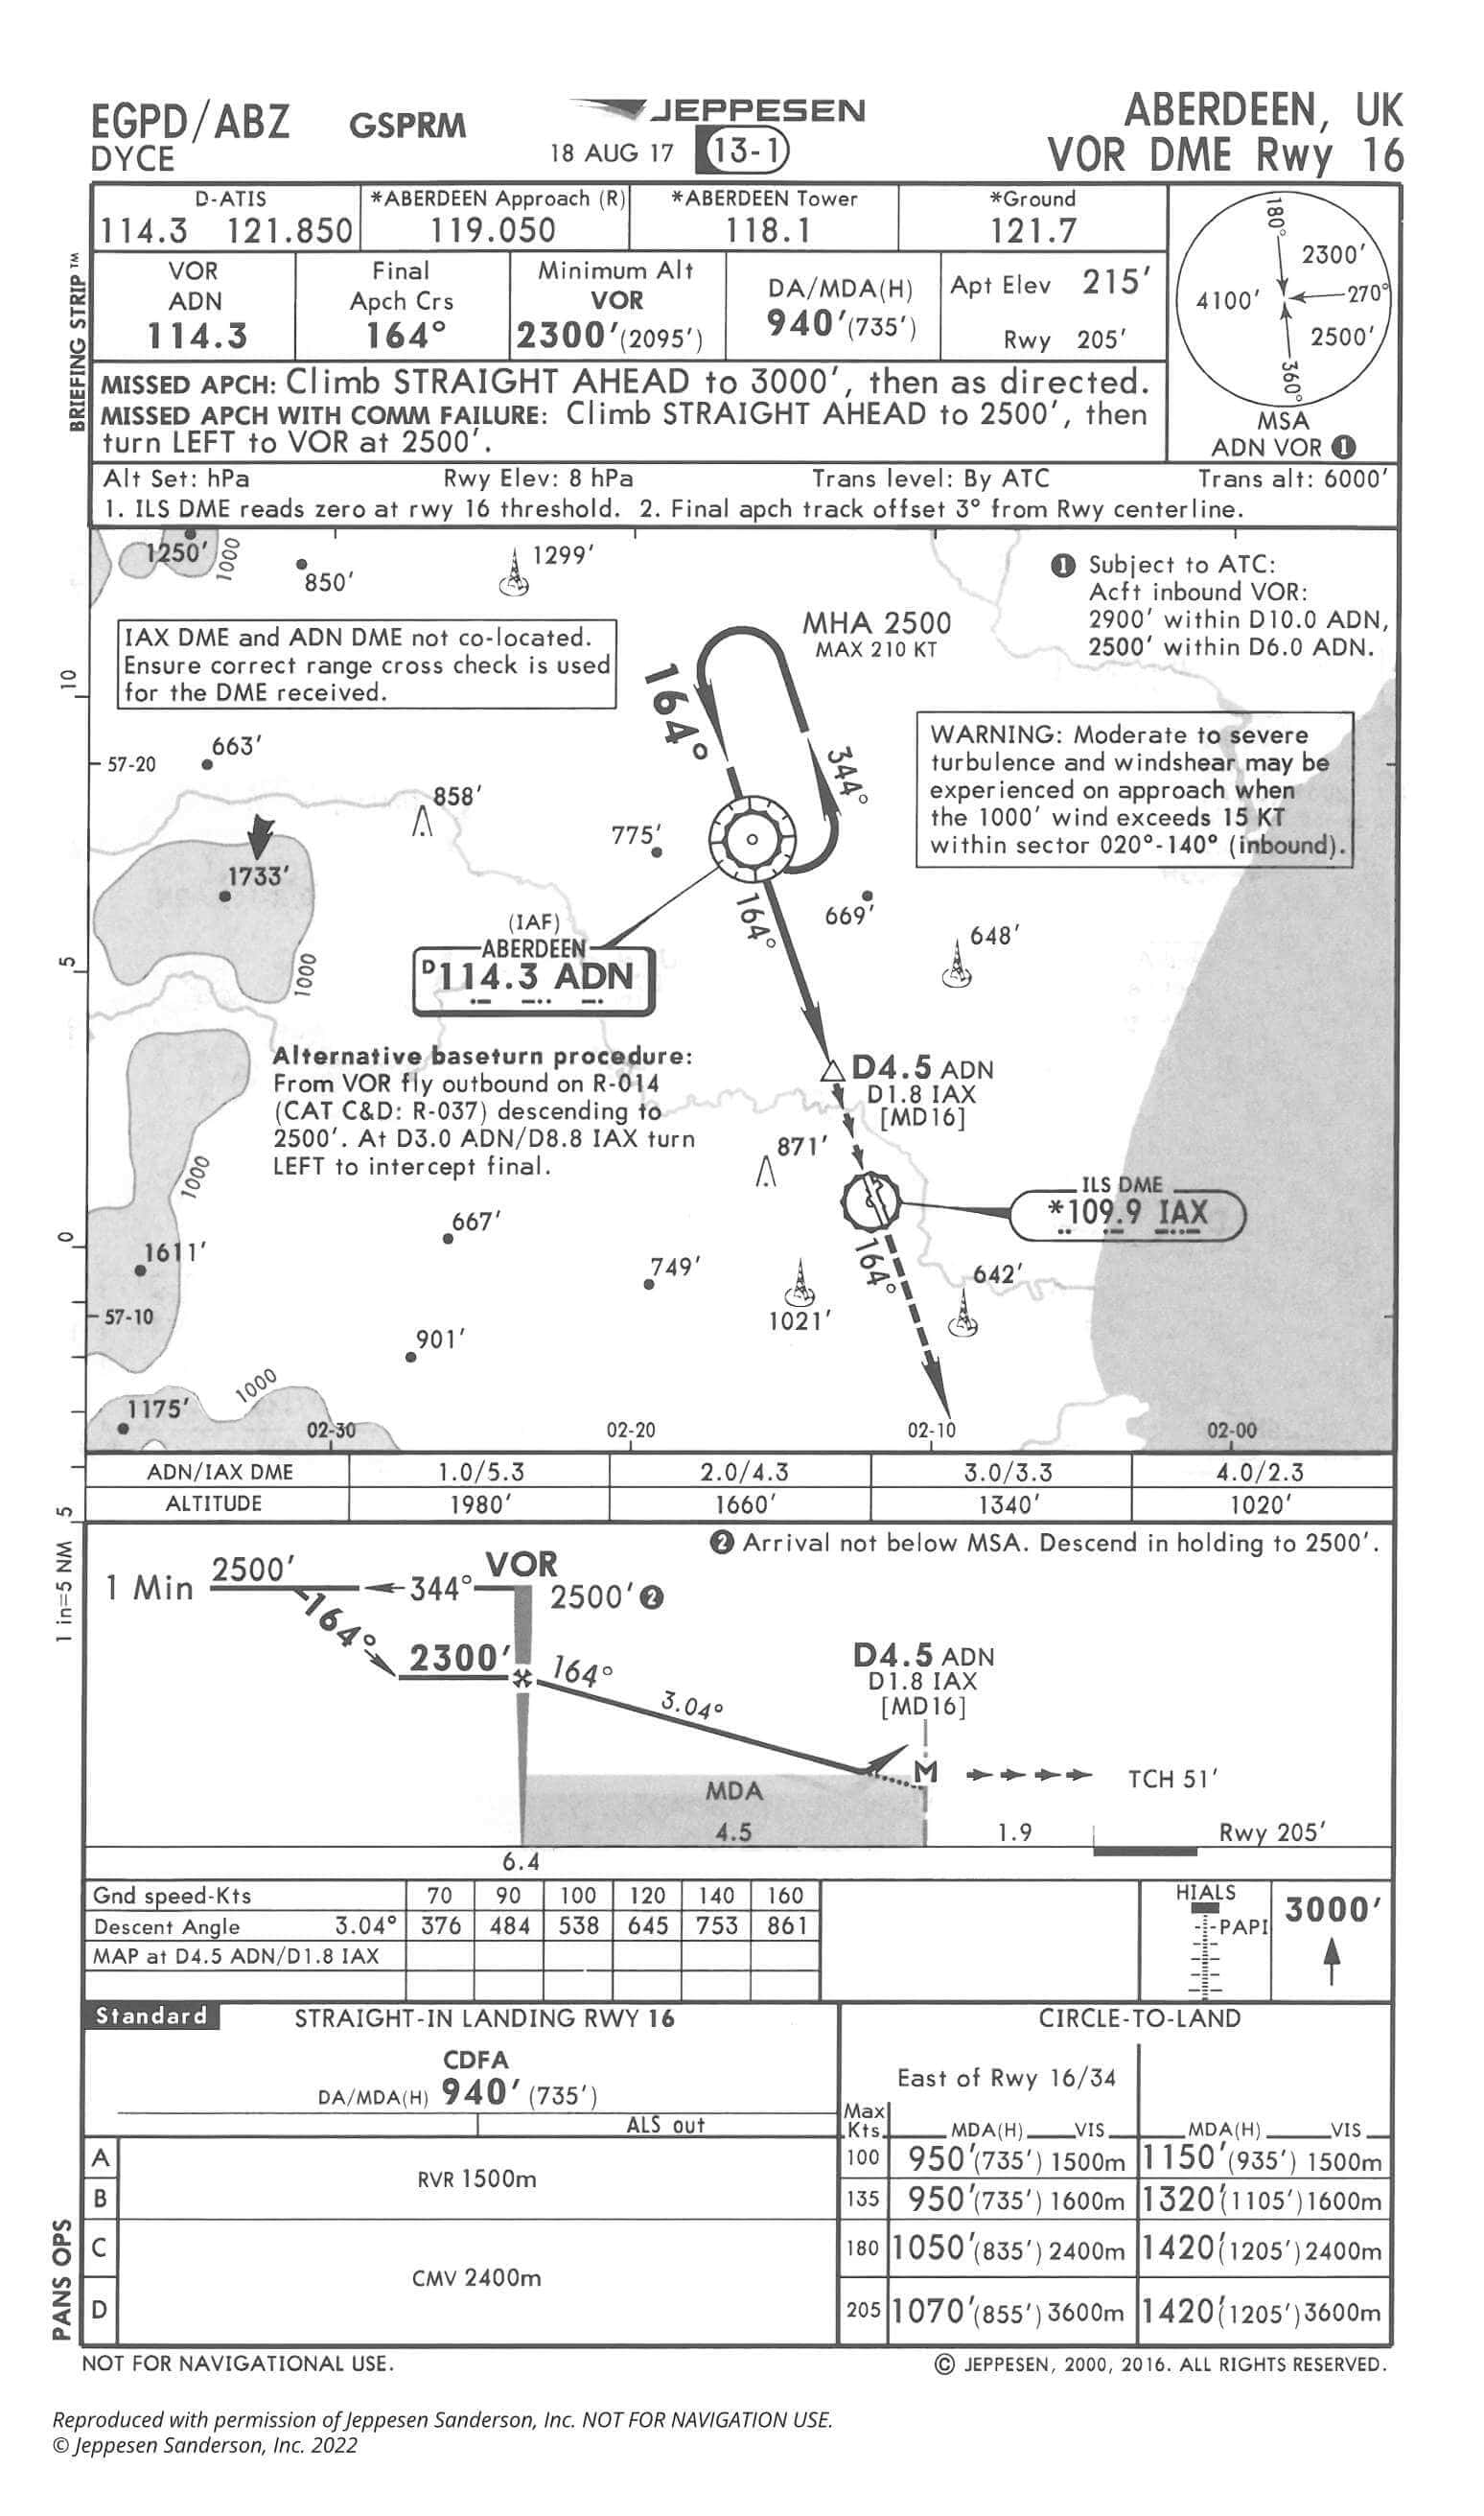 EGPD/ABZ GSPRM JEPPESEN ABERDEEN, UK
DYCE 18 AUG 17 13-1 VOR DME Rwy 16
BRIEFING STRIP ™
D-ATIS *ABERDEEN Approach (R) *ABERDEEN Tower *Ground
114.3 121.850 119.050 118.1 121.7
VOR Final Minimum Alt
ADN Apch Crs VOR DA/MDA(H) Apt Elev 215'
114.3 164° 2300'(2095') 940'(735') Rwy 205'
180° 2300'
4100' 270°
2500'
360°
MSA
ADN VOR 1
MISSED APCH: Climb STRAIGHT AHEAD to 3000', then as directed.
MISSED APCH WITH COMM FAILURE: Climb STRAIGHT AHEAD to 2500', then
turn LEFT to VOR at 2500'.
Alt Set: hPa Rwy Elev: 8 hPa Trans level: By ATC Trans alt: 6000'
1. ILS DME reads zero at rwy 16 threshold. 2. Final apch track offset 3° from Rwy centerline.
1250' 1000
850'
1299'
1 Subject to ATC:
Acft inbound VOR:
2900' within D10.0 ADN,
2500' within D6.0 ADN.
IAX DME and ADN DME not co-located.
Ensure correct range cross check is used
for the DME received.
MHA 2500
MAX 210 KT
164°
344°
10
WARNING: Moderate to severe
turbulence and windshear may be
experienced on approach when
the 1000' wind exceeds 15 KT
within sector 020°-140° (inbound).
663'
57-20
858'
775'
1733'
669'
164°
648'
1000
5
(IAF)
ABERDEEN
D 114.3 ADN
D4.5 ADN
D1.8 IAX
[MD16]
Alternative baseturn procedure:
From VOR fly outbound on R-014
(CAT C&D: R-037) descending to
2500'. At D3.0 ADN/D8.8 IAX turn
LEFT to intercept final.
871'
1000
ILS DME
*109.9 IAX
667'
0
1611'
749'
164°
642'
1021'
57-10
901'
1000
1175'
02-30 02-20 02-10 02-00
ADN/IAX DME 1.0/5.3 2.0/4.3 3.0/3.3 4.0/2.3
ALTITUDE 1980' 1660' 1340' 1020'
5
1 in=5 NM
2 Arrival not below MSA. Descend in holding to 2500'.
1 Min 2500' 344° VOR
2500' 2
164°
2300' 164°
3.04°
D4.5 ADN
D1.8 IAX
[MD16]
M TCH 51'
MDA
4.5 1.9 Rwy 205'
6.4
Gnd speed-Kts 70 90 100 120 140 160
Descent Angle 3.04° 376 484 538 645 753 861
MAP at D4.5 ADN/D1.8 IAX
HIALS
PAPI
3000'
Standard STRAIGHT-IN LANDING RWY 16 CIRCLE-TO-LAND
CDFA
DA/MDA(H) 940' (735')
East of Rwy 16/34
ALS out
Max
Kts MDA(H) VIS MDA(H) VIS
A 100 950'(735') 1500m 1150'(935') 1500m
RVR 1500m
B 135 950'(735') 1600m 1320'(1105') 1600m
C 180 1050'(835') 2400m 1420'(1205') 2400m
CMV 2400m
D 205 1070'(855') 3600m 1420'(1205') 3600m
PANS OPS
NOT FOR NAVIGATIONAL USE. © JEPPESEN, 2000, 2016. ALL RIGHTS RESERVED.
Reproduced with permission of Jeppesen Sanderson, Inc. NOT FOR NAVIGATION USE.
© Jeppesen Sanderson, Inc. 2022